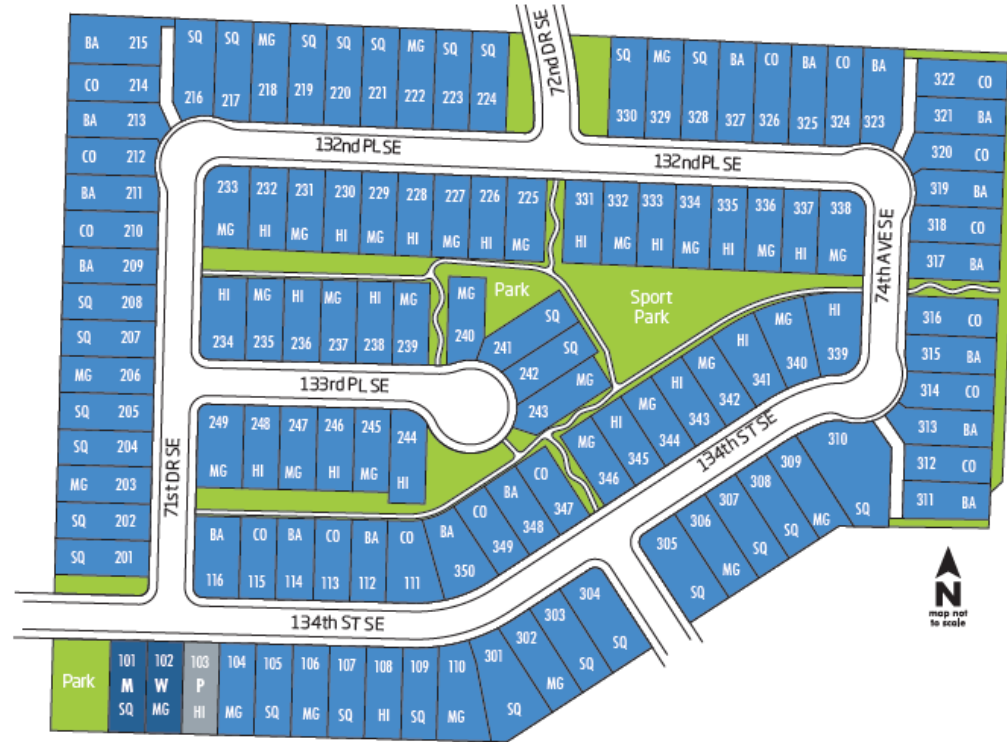 72nd DR SE
BA 215
CO 214
BA 213
CO 212
BA 211
CO 210
BA 209
SQ 208
SQ 207
MG 206
SQ 205
SQ 204
MG 203
SQ 202
SQ 201
SQ SQ MG SQ SQ SQ MG SQ SQ
216 217 218 219 220 221 222 223 224
SQ MG SQ BA CO BA CO BA
330 329 328 327 326 325 324 323
322 CO
321 BA
320 CO
319 BA
318 CO
317 BA
316 CO
315 BA
314 CO
313 BA
312 CO
311 BA
132nd PL SE
132nd PL SE
74th AVE SE
71st DR SE
233 232 231 230 229 228 227 226 225
MG HI MG HI MG HI MG HI MG
331 332 333 334 335 336 337 338
HI MG HI MG HI MG HI MG
HI MG HI MG HI MG
234 235 236 237 238 239
MG
240
Park
Sport
Park
SQ
241
SQ
242
MG
243
133rd PL SE
249 248 247 246 245 244
MG HI MG HI MG HI
HI
339
MG
340
HI
341
MG
342
HI
343
MG
344
HI
345
MG
346
CO
347
BA
348
CO
349
BA
350
BA CO BA CO BA CO
116 115 114 113 112 111
134th ST SE
134th ST SE
310
SQ
309
MG
308
SQ
307
SQ
306
MG
305
SQ
304
SQ
303
SQ
302
MG
301
SQ
Park
101 102 103 104 105 106 107 108 109 110
M W P
SQ MG HI MG SQ MG SQ HI SQ MG
N
map not
to scale